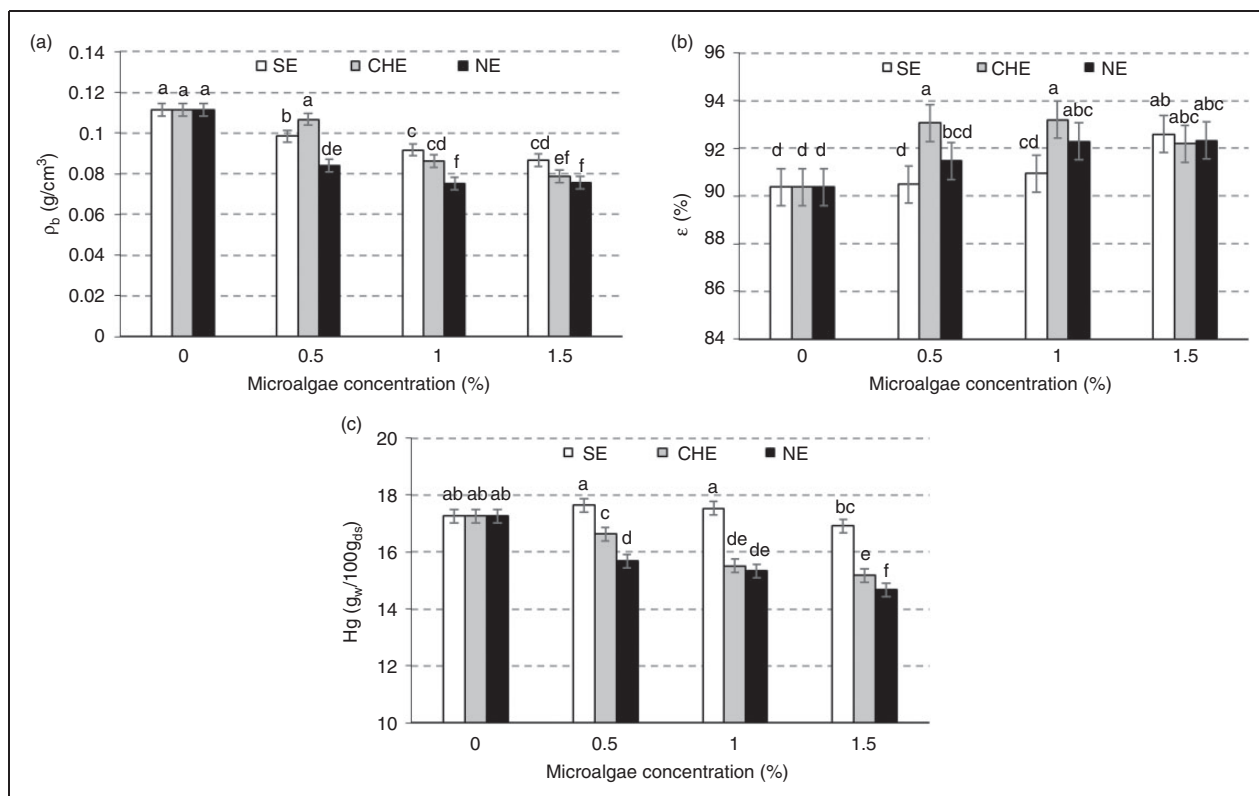 (a)
ρb (g/cm3)
0.14
0.12
0.1
0.08
0.06
0.04
0.02
0
SE CHE NE
a a a
b a de
c cd f
cd ef f
0 0.5 1 1.5
Microalgae concentration (%)
(b)
ε (%)
96
94
92
90
88
86
84
SE CHE NE
d d d
d a bcd
cd a abc
ab abc abc
0 0.5 1 1.5
Microalgae concentration (%)
(c)
Hg (gw/100gds)
20
18
16
14
12
10
SE CHE NE
ab ab ab
a c d
a de de
bc e f
0 0.5 1 1.5
Microalgae concentration (%)